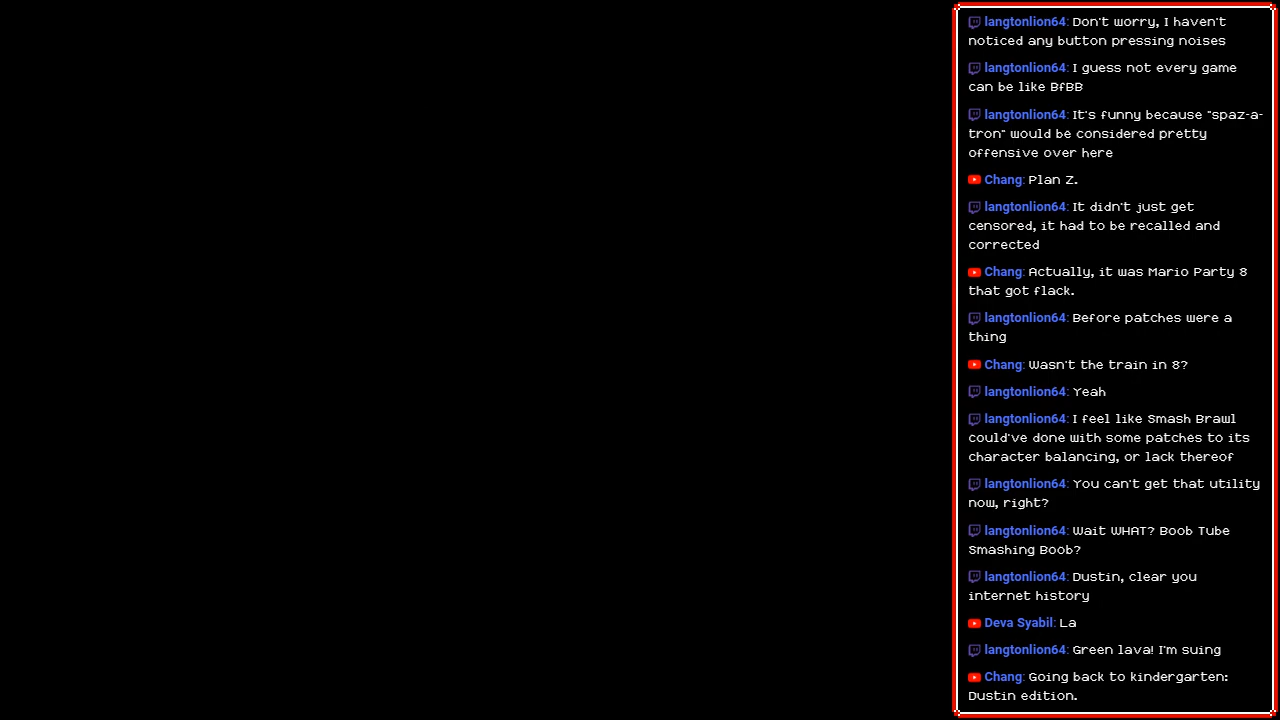 langtonlion64: Don't worry, I haven't
noticed any button pressing noises
langtonlion64: I guess not every game
can be like BfBB
langtonlion64: It's funny because "spaz-a-
tron" would be considered pretty
offensive over here
Chang: Plan Z.
langtonlion64: It didn't just get
censored, it had to be recalled and
corrected
Chang: Actually, it was Mario Party 8
that got flack.
langtonlion64: Before patches were a
thing
Chang: Wasn't the train in 8?
langtonlion64: Yeah
langtonlion64: I feel like Smash Brawl
could've done with some patches to its
character balancing, or lack thereof
langtonlion64: You can't get that utility
now, right?
langtonlion64: Wait WHAT? Boob Tube
Smashing Boob?
langtonlion64: Dustin, clear you
internet history
Deva Syabil: La
langtonlion64: Green lava! I'm suing
Chang: Going back to kindergarten:
Dustin edition.